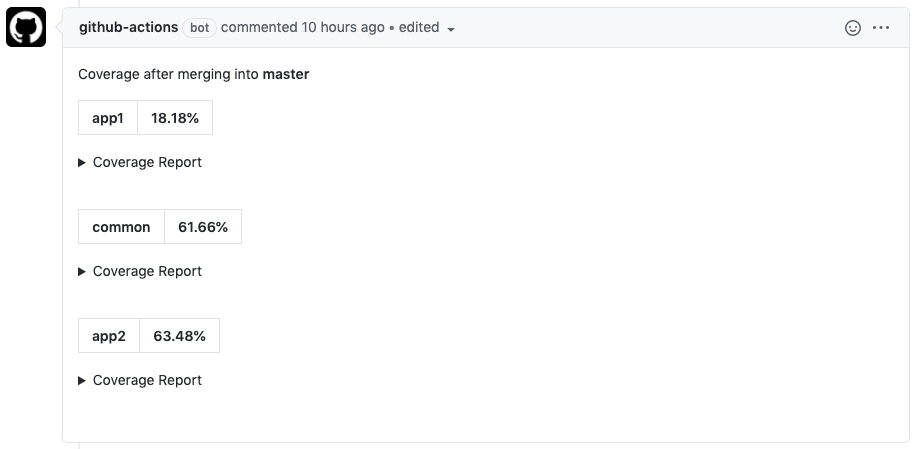 github-actions bot commented 10 hours ago • edited
Coverage after merging into master
app1 18.18%
Coverage Report
common 61.66%
Coverage Report
app2 63.48%
Coverage Report